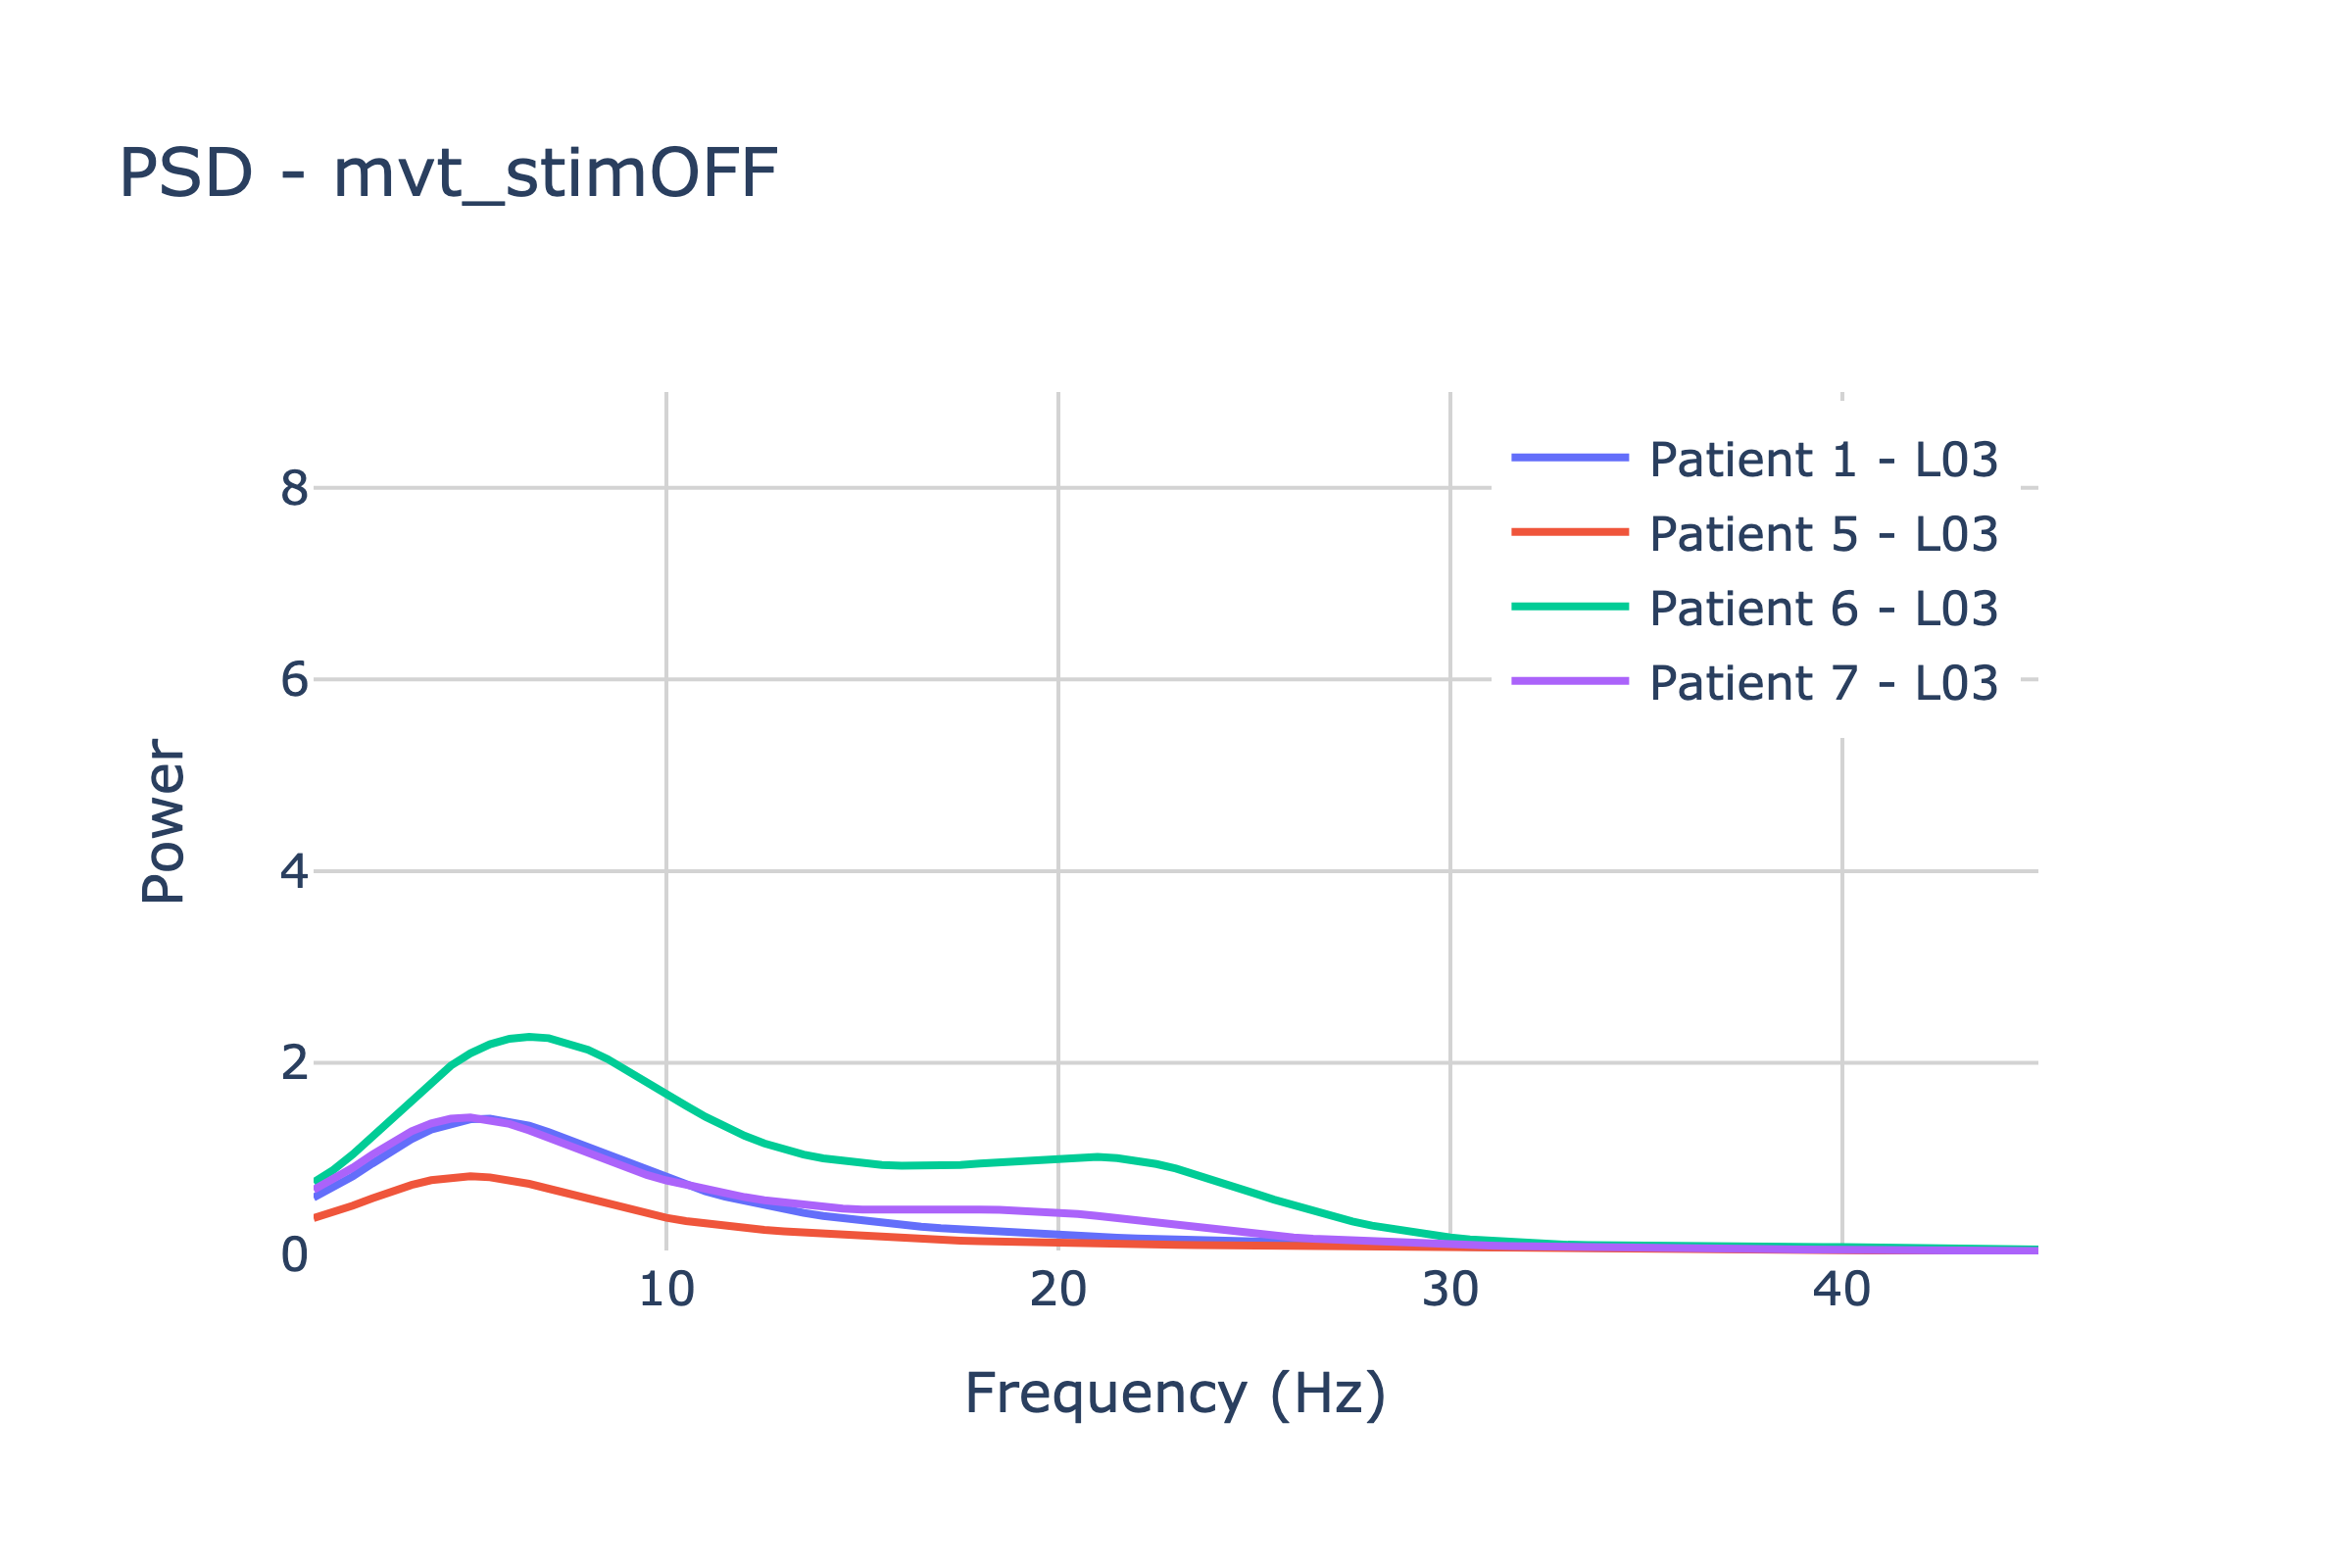 PSD - mvt_stimOFF
Patient 1 - L03
Patient 5 - L03
Patient 6 - L03
Patient 7 - L03
Power
8
6
4
2
0
10 20 30 40
Frequency (Hz)